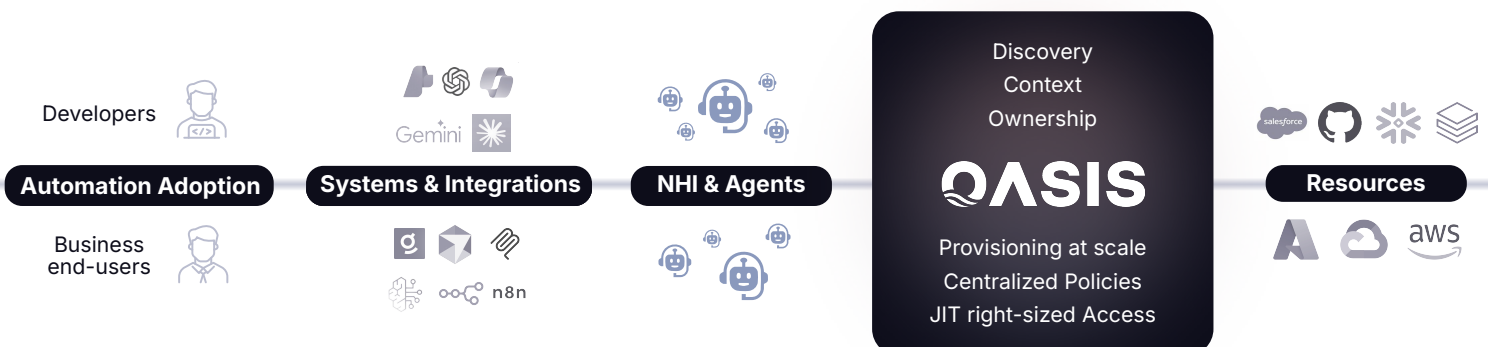 Developers
Automation Adoption
Business
end-users
Gemini
Systems & Integrations
n8n
NHI & Agents
Discovery
Context
Ownership
OASIS
Provisioning at scale
Centralized Policies
JIT right-sized Access
salesforce
Resources
aws